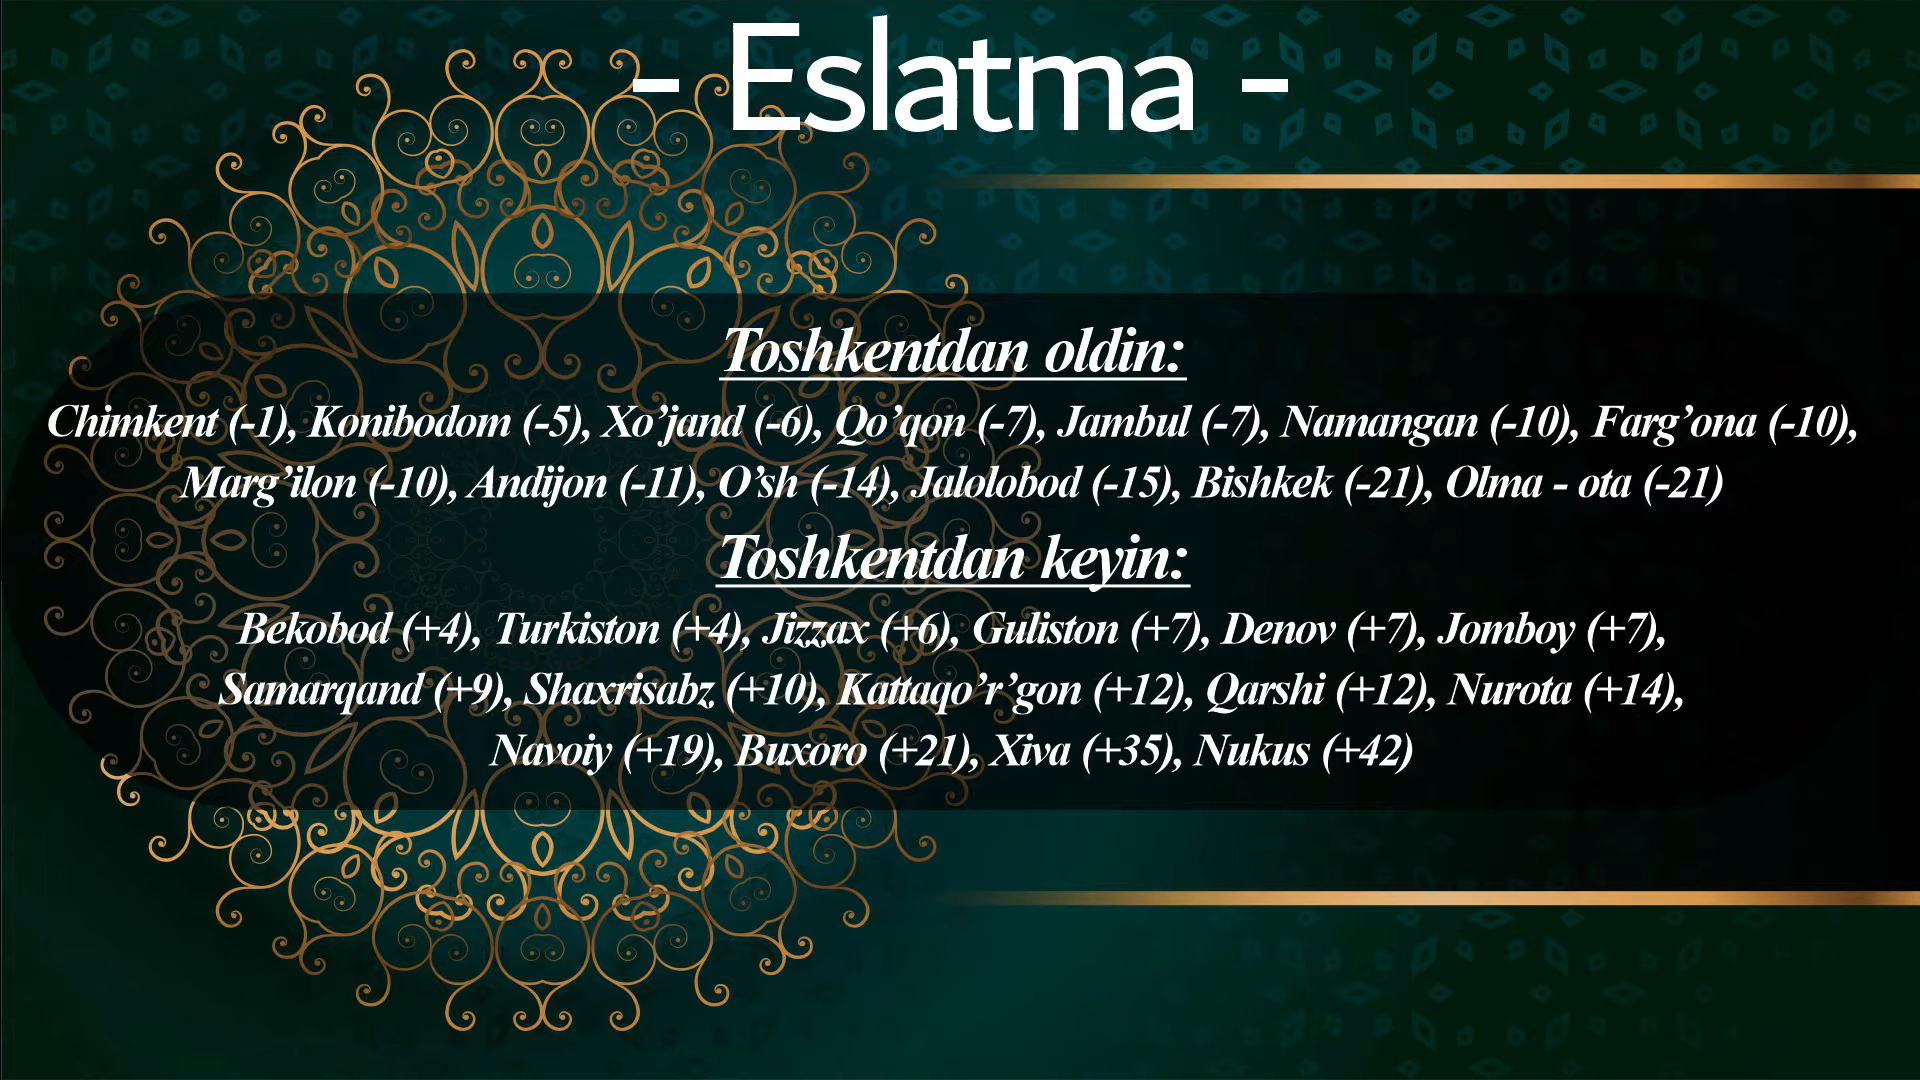 - Eslatma -
Toshkentdan oldin:
Chimkent (-1), Konibodom (-5), Xo’jand (-6), Qo’qon (-7), Jambul (-7), Namangan (-10), Farg’ona (-10),
Marg’ilon (-10), Andijon (-11), O’sh (-14), Jalolobod (-15), Bishkek (-21), Olma - ota (-21)
Toshkentdan keyin:
Bekobod (+4), Turkiston (+4), Jizzax (+6), Guliston (+7), Denov (+7), Jomboy (+7),
Samarqand (+9), Shaxrisabz (+10), Kattaqo’r’gon (+12), Qarshi (+12), Nurota (+14),
Navoiy (+19), Buxoro (+21), Xiva (+35), Nukus (+42)